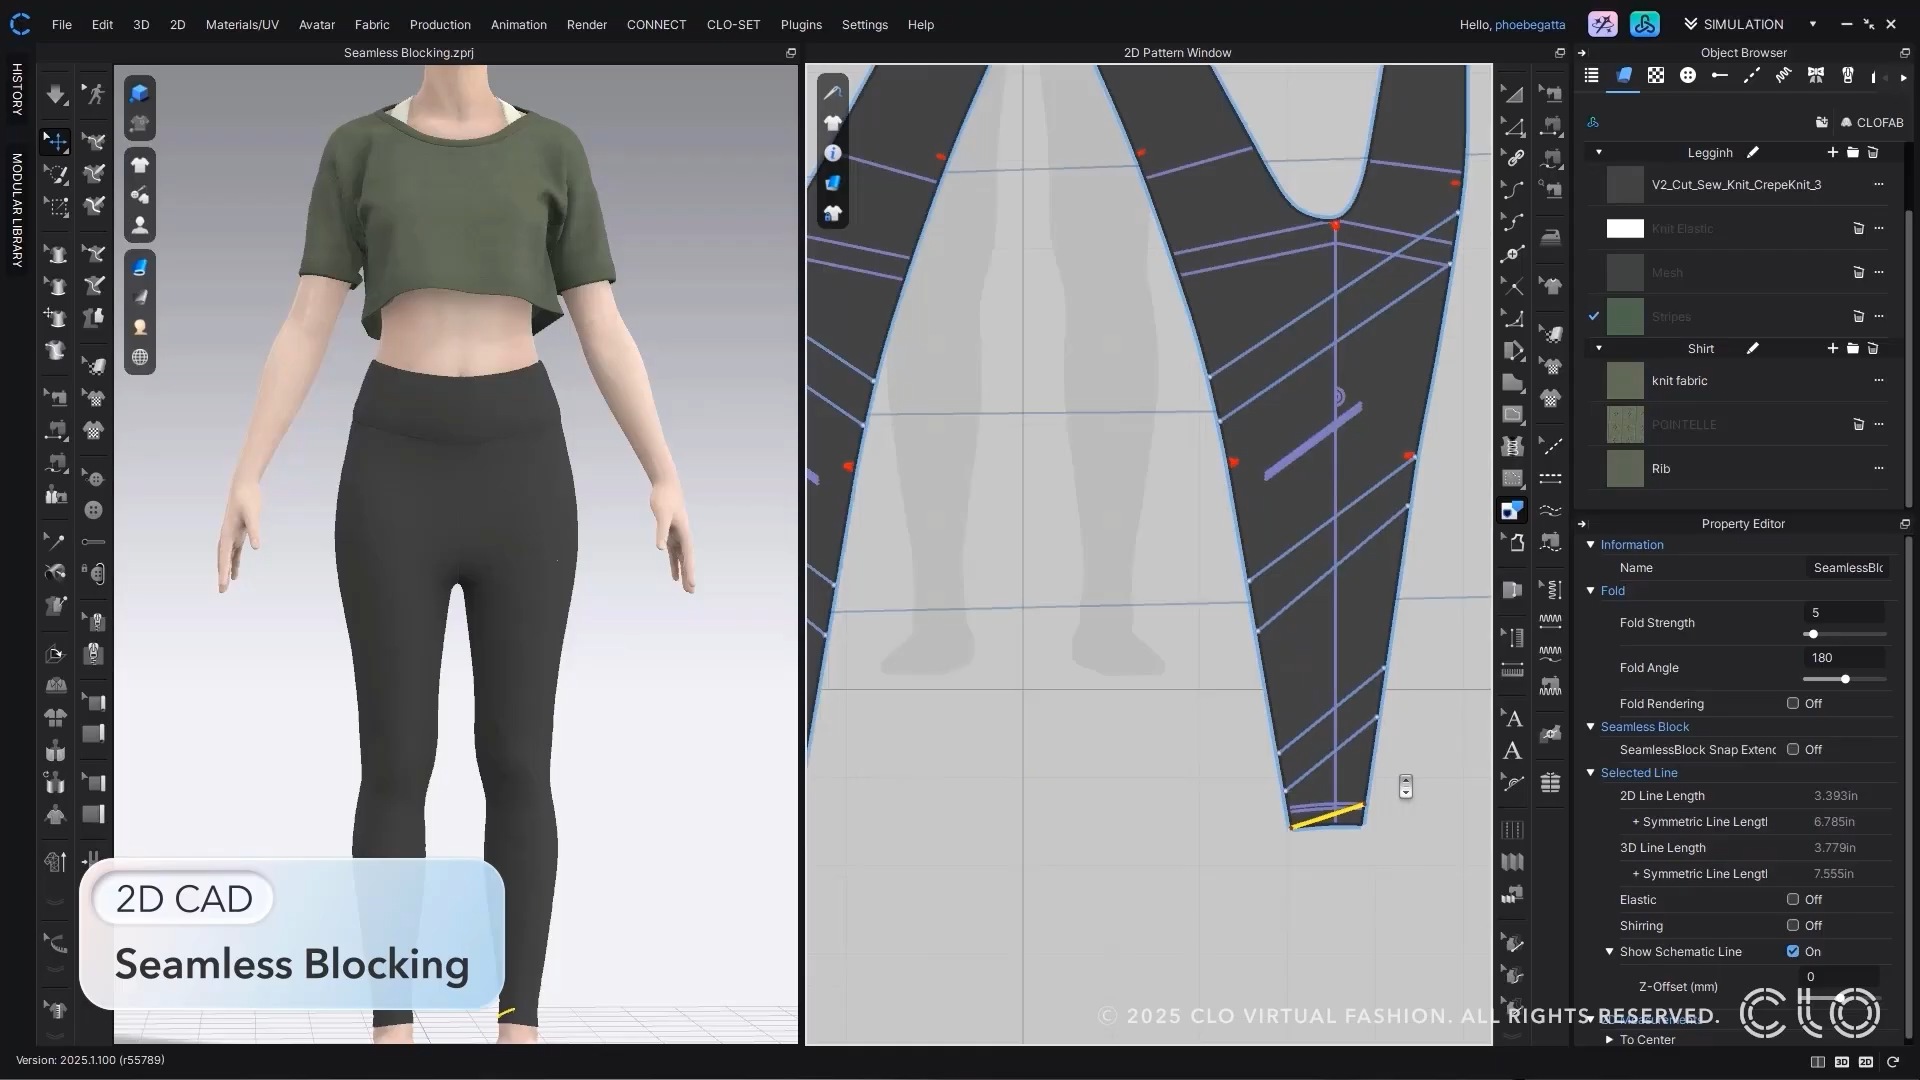 File Edit 3D 2D Materials/UV Avatar Fabric Production Animation Render CONNECT CLO-SET Plugins Settings Help
Hello, phoebegatta
SIMULATION
Seamless Blocking.zprj
2D Pattern Window
Object Browser
HISTORY
MODULAR LIBRARY
CLOFAB
Legginh
V2_Cut_Sew_Knit_CrepeKnit_3
Knit Elastic
Mesh
Stripes
Shirt
knit fabric
POINTELLE
Rib
Property Editor
Information
Name SeamlessBlc
Fold
Fold Strength 5
Fold Angle 180
Fold Rendering Off
Seamless Block
SeamlessBlock Snap Extenc Off
Selected Line
2D Line Length 3.393in
+ Symmetric Line Lengtl 6.785in
3D Line Length 3.779in
+ Symmetric Line Lengtl 7.555in
Elastic Off
Shirring Off
Show Schematic Line On
Z-Offset (mm) 0
To Center
2D CAD
Seamless Blocking
© 2025 CLO VIRTUAL FASHION. ALL RIGHTS RESERVED.
CLO
Version: 2025.1.100 (r55789)
3D 2D